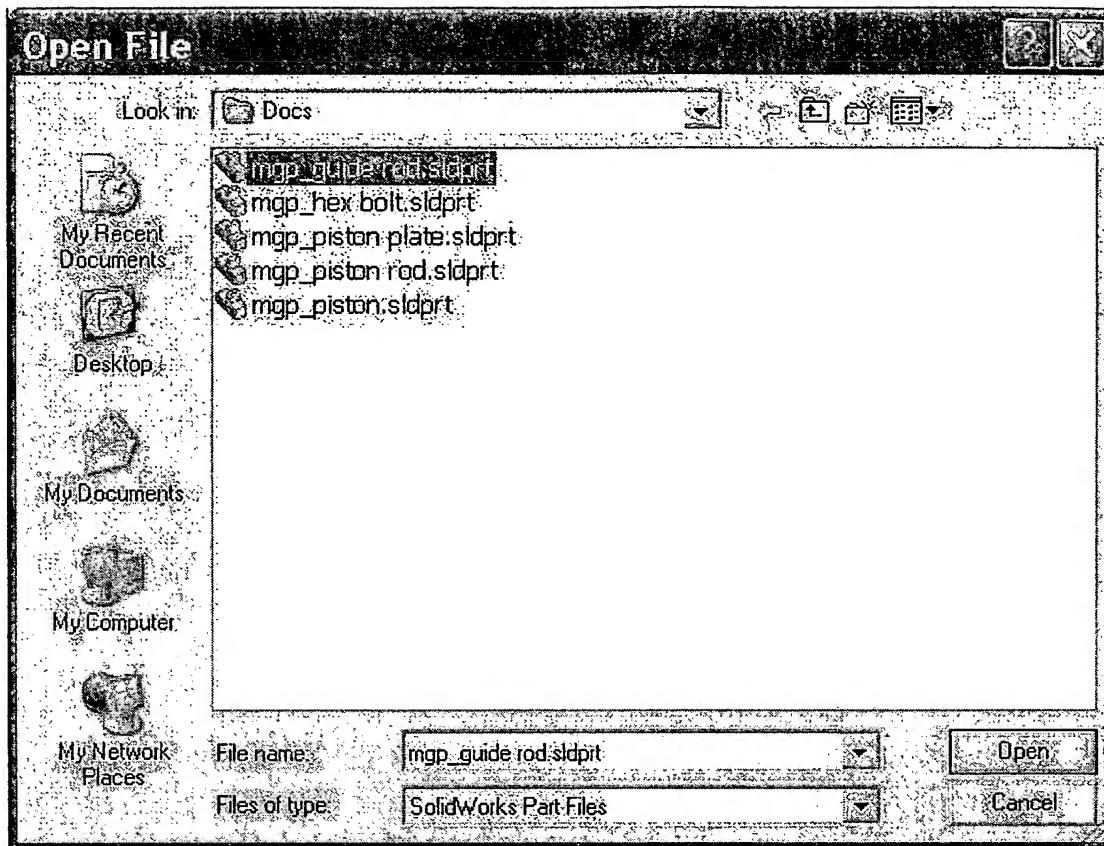 Open File
Look in: Docs
mgp_guide rod.sldprt
mgp_hex bolt.sldprt
mgp_piston plate.sldprt
mgp_piston rod.sldprt
mgp_piston.sldprt
My Recent
Documents
Desktop
My Documents
My Computer
My Network
Places
File name: mgp_guide rod.sldprt Open
Files of type: SolidWorks Part Files Cancel